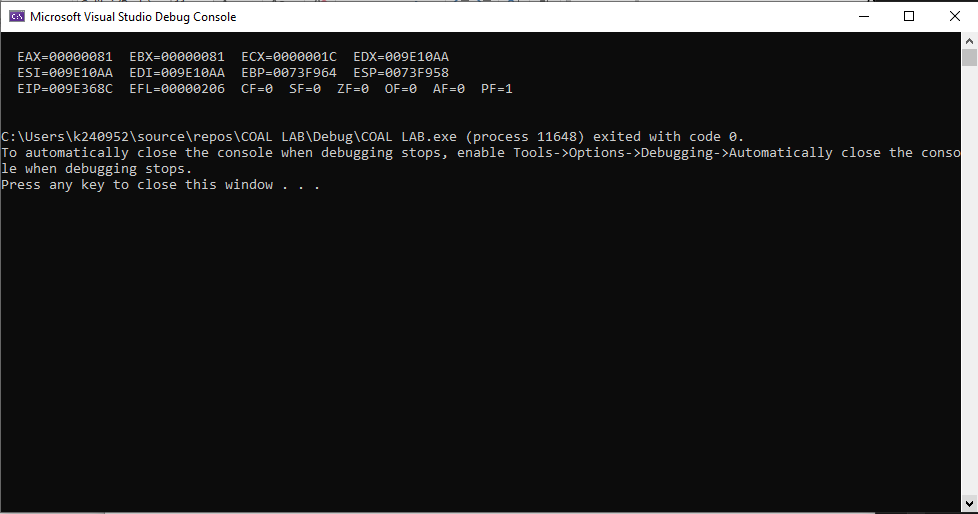 Microsoft Visual Studio Debug Console
EAX=00000081  EBX=00000081  ECX=0000001C  EDX=009E10AA
ESI=009E10AA  EDI=009E10AA  EBP=0073F964  ESP=0073F958
EIP=009E368C  EFL=00000206  CF=0  SF=0  ZF=0  OF=0  AF=0  PF=1
C:\Users\k240952\source\repos\COAL LAB\Debug\COAL LAB.exe (process 11648) exited with code 0.
To automatically close the console when debugging stops, enable Tools->Options->Debugging->Automatically close the conso
le when debugging stops.
Press any key to close this window . . .